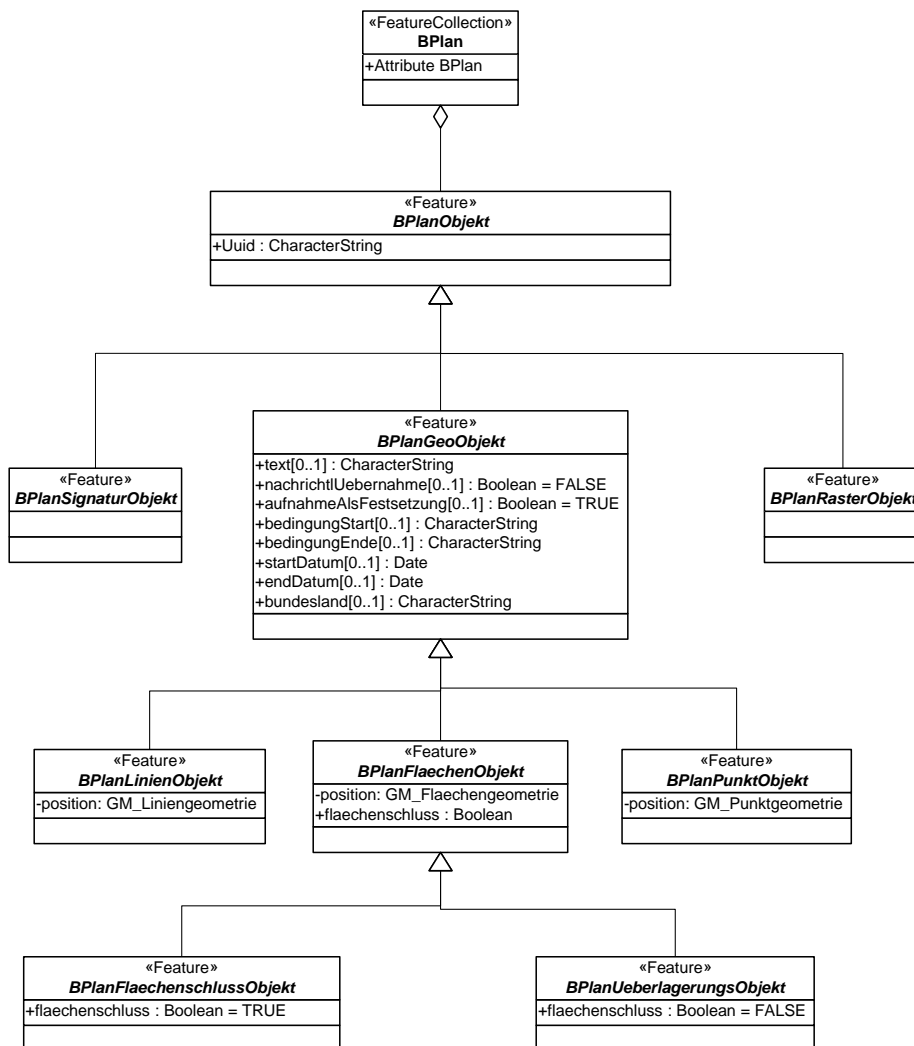 «FeatureCollection»
BPlan
+Attribute BPlan
«Feature»
BPlanObjekt
+Uuid : CharacterString
«Feature»
BPlanSignaturObjekt
«Feature»
BPlanGeoObjekt
+text[0..1] : CharacterString
+nachrichtlUebernahme[0..1] : Boolean = FALSE
+aufnahmeAlsFestsetzung[0..1] : Boolean = TRUE
+bedingungStart[0..1] : CharacterString
+bedingungEnde[0..1] : CharacterString
+startDatum[0..1] : Date
+endDatum[0..1] : Date
+bundesland[0..1] : CharacterString
«Feature»
BPlanRasterObjekt
«Feature»
BPlanLinienObjekt
-position: GM_Liniengeometrie
«Feature»
BPlanFlaechenObjekt
-position: GM_Flaechengeometrie
+flaechenschluss : Boolean
«Feature»
BPlanPunktObjekt
-position: GM_Punktgeometrie
«Feature»
BPlanFlaechenschlussObjekt
+flaechenschluss : Boolean = TRUE
«Feature»
BPlanUeberlagerungsObjekt
+flaechenschluss : Boolean = FALSE